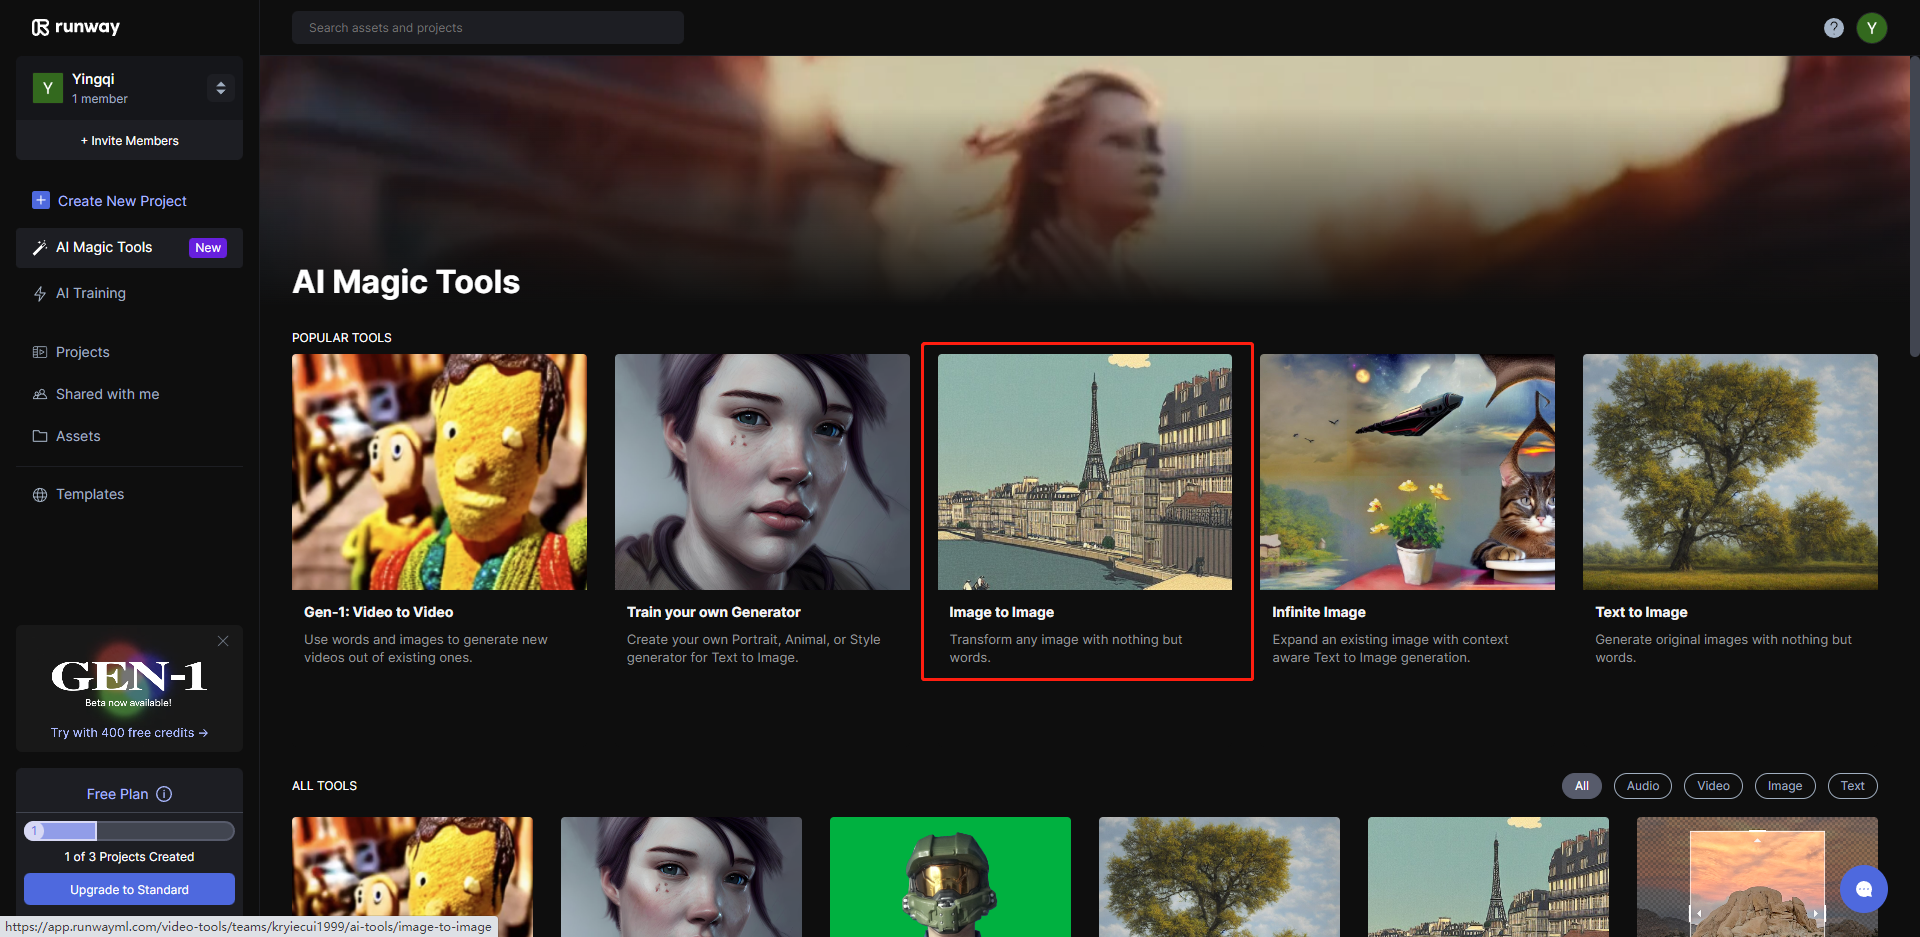 runway
Search assets and projects
?
Y
Y
Yingqi
1 member
+ Invite Members
Create New Project
AI Magic Tools
New
AI Training
Projects
Shared with me
Assets
Templates
GEN-1
Beta now available!
Try with 400 free credits →
Free Plan
1
1 of 3 Projects Created
Upgrade to Standard
AI Magic Tools
POPULAR TOOLS
Gen-1: Video to Video
Use words and images to generate new
videos out of existing ones.
Train your own Generator
Create your own Portrait, Animal, or Style
generator for Text to Image.
Image to Image
Transform any image with nothing but
words.
Infinite Image
Expand an existing image with context
aware Text to Image generation.
Text to Image
Generate original images with nothing but
words.
ALL TOOLS
All
Audio
Video
Image
Text
https://app.runwayml.com/video-tools/teams/kryiecui1999/ai-tools/image-to-image